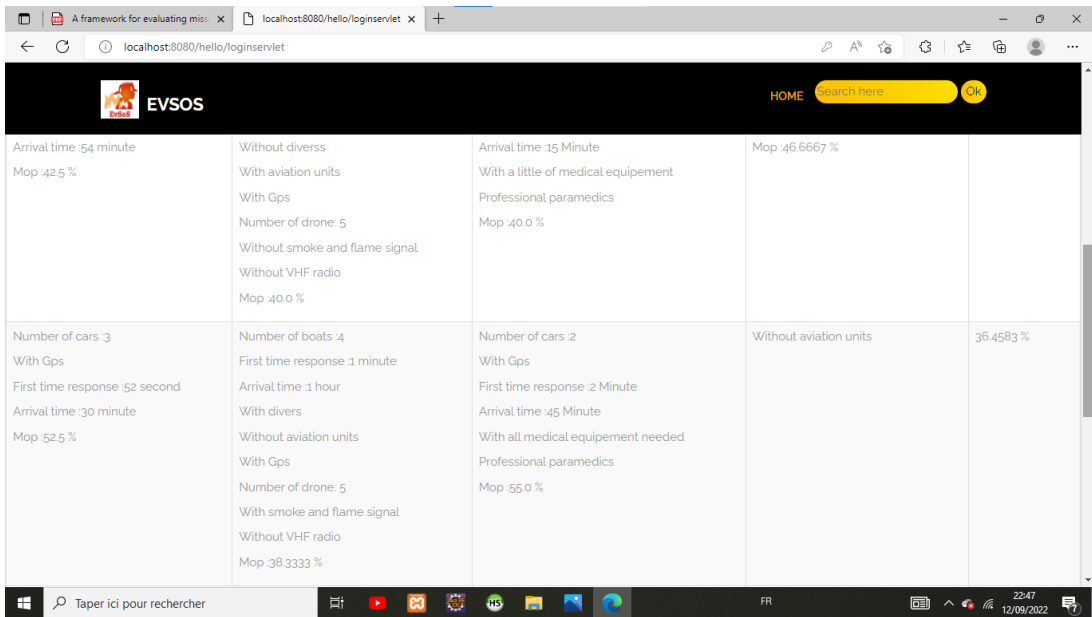 A framework for evaluating miss
localhost:8080/hello/loginservlet
localhost:8080/hello/loginservlet
EvSoS
EVSOS
HOME
Search here
Ok
Arrival time :54 minute
Mop :42.5 %
Without diverss
With aviation units
With Gps
Number of drone: 5
Without smoke and flame signal
Without VHF radio
Mop :40.0 %
Arrival time :15 Minute
With a little of medical equipement
Professional paramedics
Mop :40.0 %
Mop :46.6667 %
Number of cars :3
With Gps
First time response :52 second
Arrival time :30 minute
Mop :52.5 %
Number of boats :4
First time response :1 minute
Arrival time :1 hour
With divers
Without aviation units
With Gps
Number of drone: 5
With smoke and flame signal
Without VHF radio
Mop :38.3333 %
Number of cars :2
With Gps
First time response :2 Minute
Arrival time :45 Minute
With all medical equipement needed
Professional paramedics
Mop :55.0 %
Without aviation units
36.4583 %
Taper ici pour rechercher
HS
FR
22:47
12/09/2022